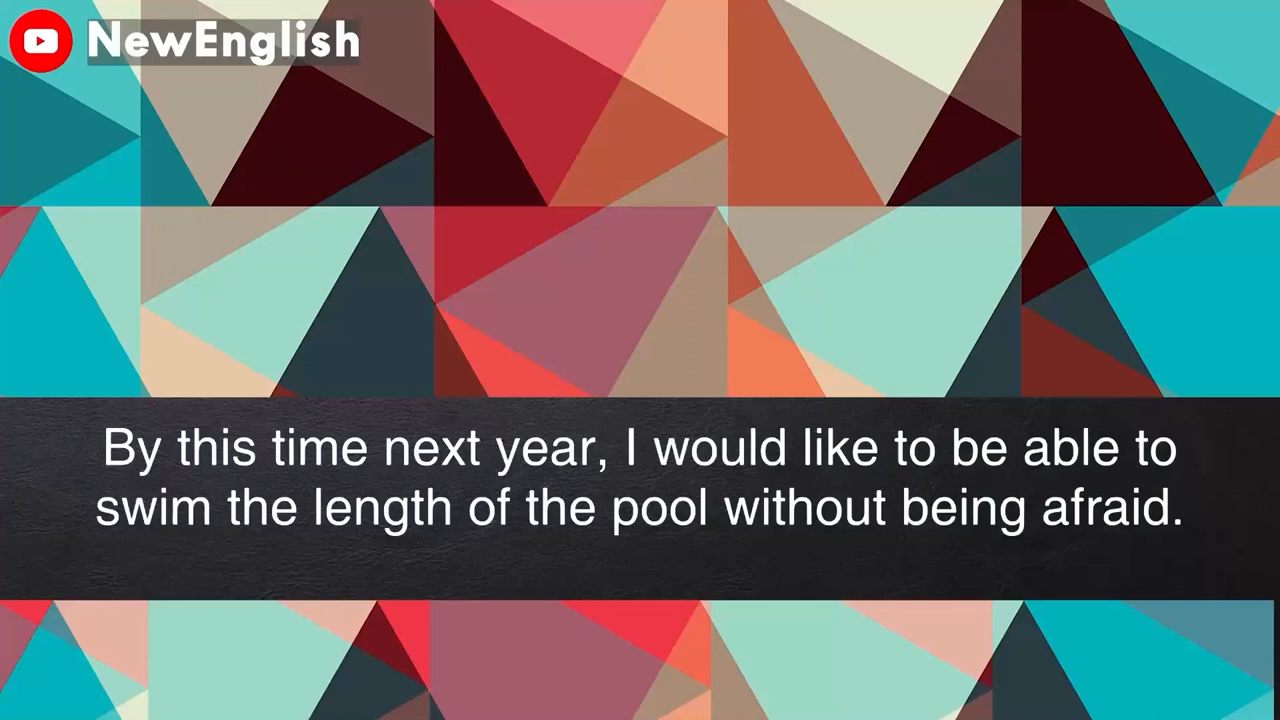 NewEnglish
By this time next year, I would like to be able to
swim the length of the pool without being afraid.